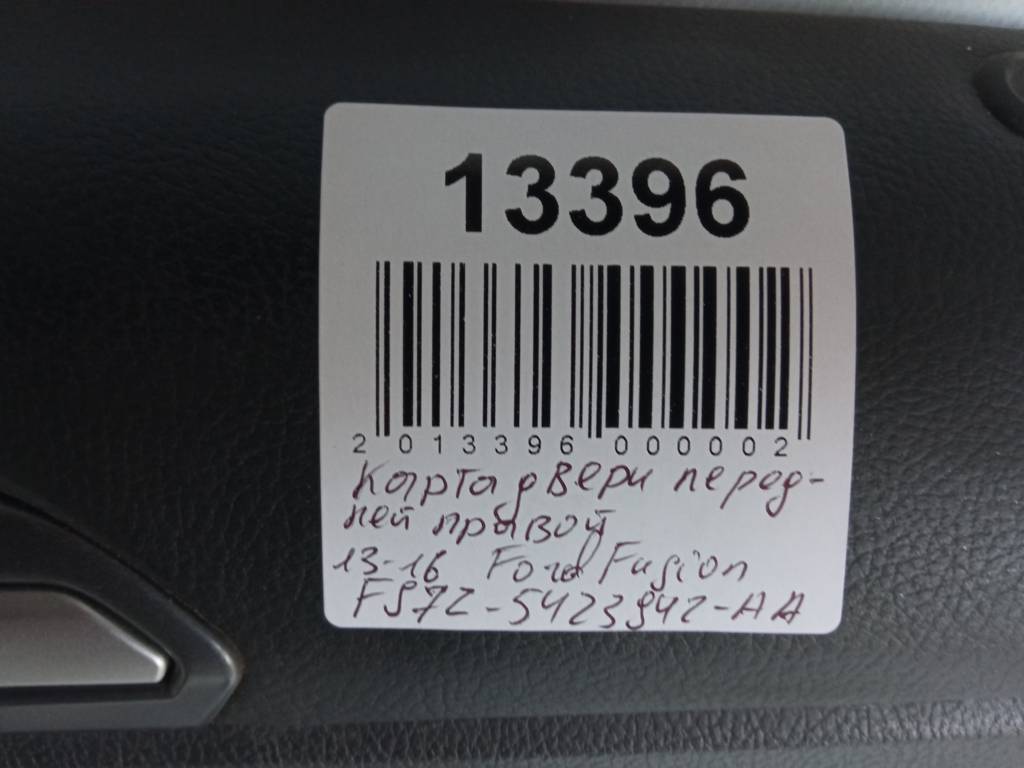 13396
2 013396 000002
Карта двери перед-
ней правой
13-16 Ford Fusion
FS7Z-5423942-AA